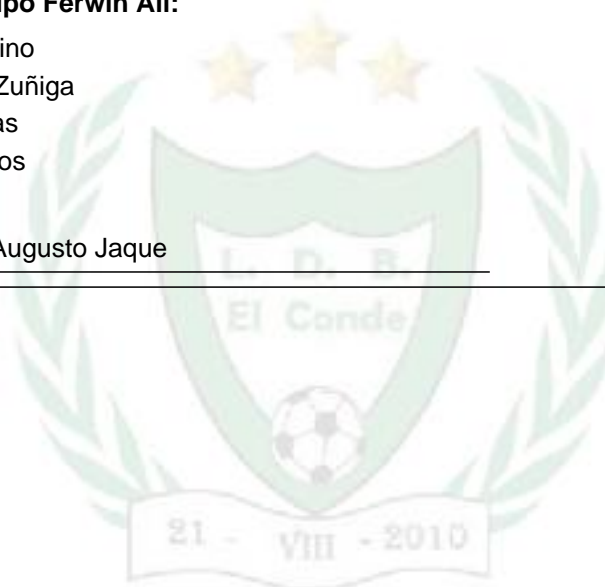 po Ferwin All:
ino
Zuñiga
as
os
Augusto Jaque
L. D. B.
El Conde
21 - VIII - 2010